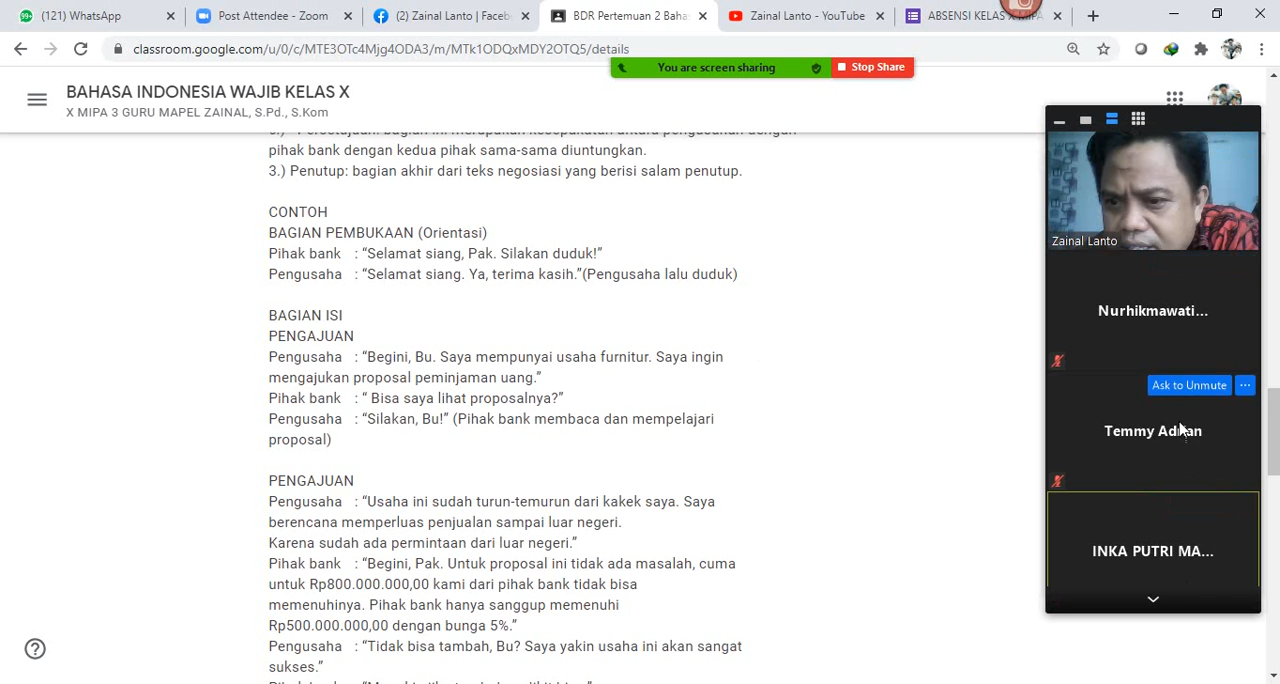 (121) WhatsApp
Post Attendee - Zoom
(2) Zainal Lanto | Faceb
BDR Pertemuan 2 Baha
Zainal Lanto - YouTube
ABSENSI KELAS X MIPA
classroom.google.com/u/0/c/MTE3OTc4Mjg4ODA3/m/MTk1ODQxMDY2OTQ5/details
You are screen sharing
Stop Share
BAHASA INDONESIA WAJIB KELAS X
X MIPA 3 GURU MAPEL ZAINAL, S.Pd., S.Kom
pihak bank dengan kedua pihak sama-sama diuntungkan.
3.) Penutup: bagian akhir dari teks negosiasi yang berisi salam penutup.
CONTOH
BAGIAN PEMBUKAAN (Orientasi)
Pihak bank : “Selamat siang, Pak. Silakan duduk!”
Pengusaha : “Selamat siang. Ya, terima kasih.”(Pengusaha lalu duduk)
BAGIAN ISI
PENGAJUAN
Pengusaha : “Begini, Bu. Saya mempunyai usaha furnitur. Saya ingin
mengajukan proposal peminjaman uang.”
Pihak bank : “ Bisa saya lihat proposalnya?”
Pengusaha : “Silakan, Bu!” (Pihak bank membaca dan mempelajari
proposal)
PENGAJUAN
Pengusaha : “Usaha ini sudah turun-temurun dari kakek saya. Saya
berencana memperluas penjualan sampai luar negeri.
Karena sudah ada permintaan dari luar negeri.”
Pihak bank : “Begini, Pak. Untuk proposal ini tidak ada masalah, cuma
untuk Rp800.000.000,00 kami dari pihak bank tidak bisa
memenuhinya. Pihak bank hanya sanggup memenuhi
Rp500.000.000,00 dengan bunga 5%.”
Pengusaha : “Tidak bisa tambah, Bu? Saya yakin usaha ini akan sangat
sukses.”
Zainal Lanto
Nurhikmawati...
Ask to Unmute
...
Temmy Adrian
INKA PUTRI MA...